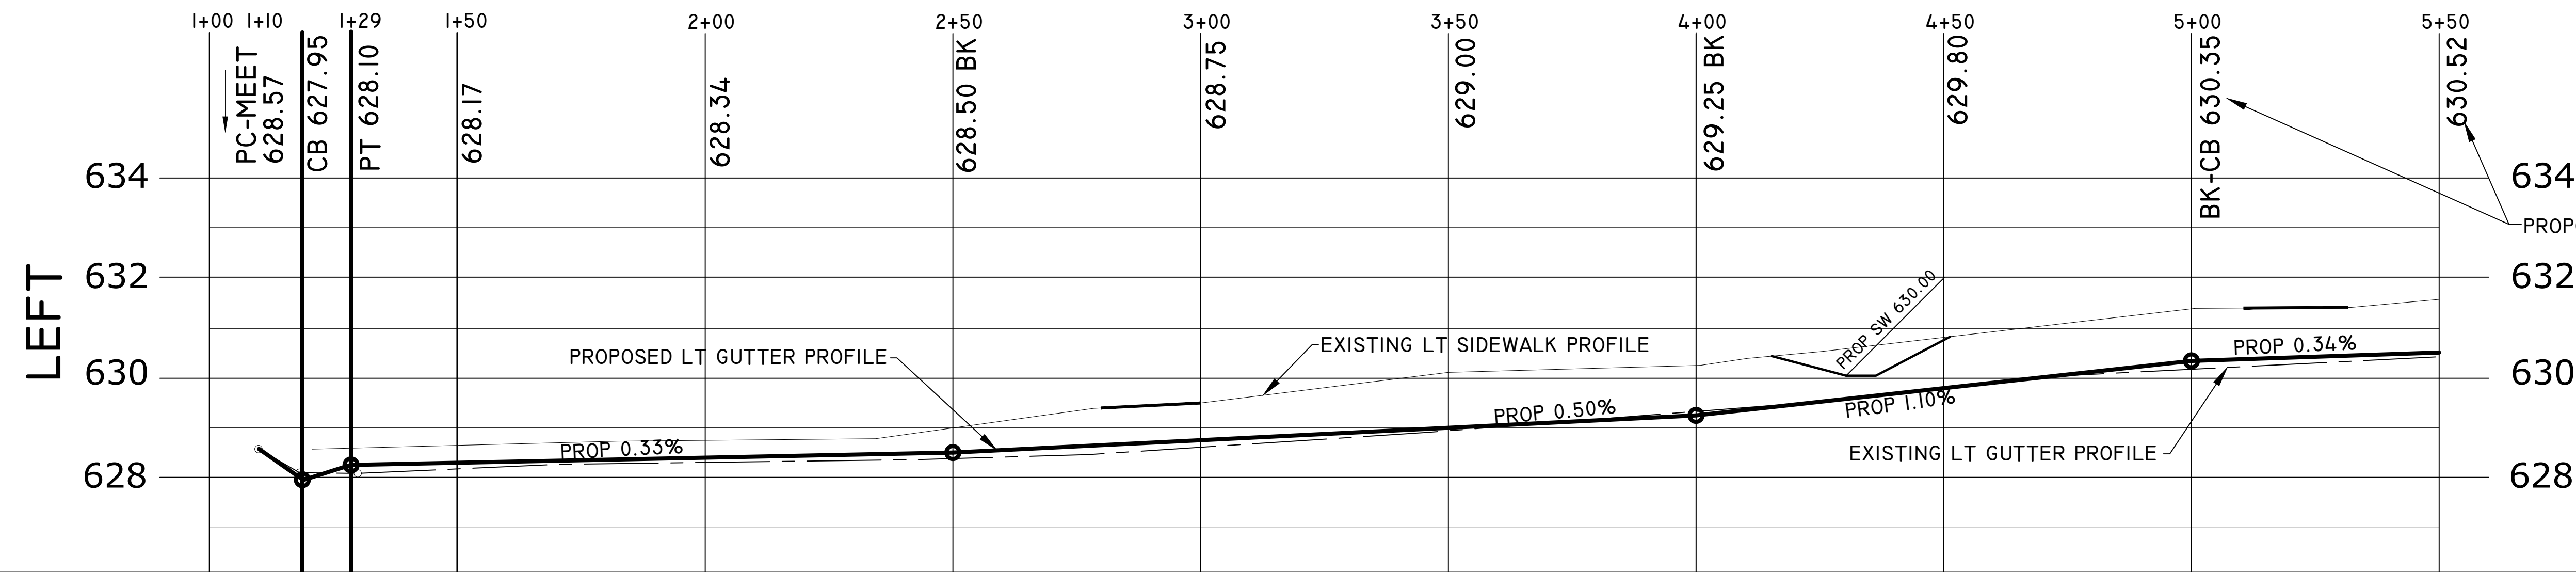 1+00 1+10 1+29 1+50 2+00 2+50 3+00 3+50 4+00 4+50 5+00 5+50
PC-MEET
628.57
CB 627.95
PT 628.10
628.17
628.34
628.50 BK
628.75
629.00
629.25 BK
629.80
BK-CB 630.35
630.52
634 634
PROP
LEFT
632 632
PROP SW 630.00
EXISTING LT SIDEWALK PROFILE
PROPOSED LT GUTTER PROFILE
PROP 0.34%
630 630
PROP 0.50%
PROP 1.10%
PROP 0.33%
EXISTING LT GUTTER PROFILE
628 628